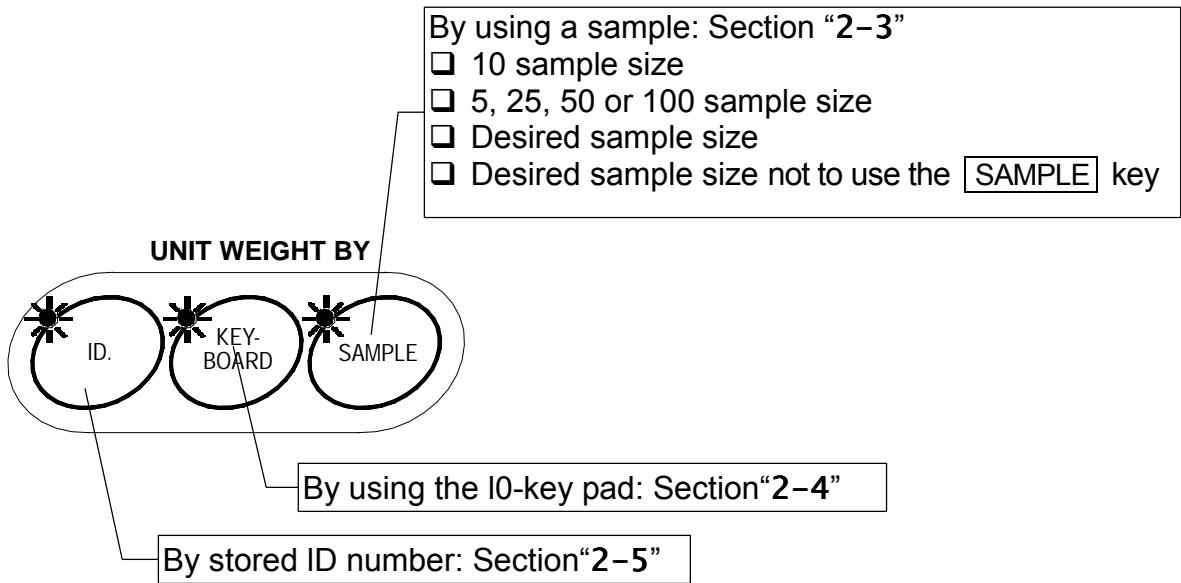 By using a sample: Section “2–3”
❑ 10 sample size
❑ 5, 25, 50 or 100 sample size
❑ Desired sample size
❑ Desired sample size not to use the SAMPLE key
UNIT WEIGHT BY
ID.
KEY-
BOARD
SAMPLE
By using the l0-key pad: Section“2–4”
By stored ID number: Section“2–5”